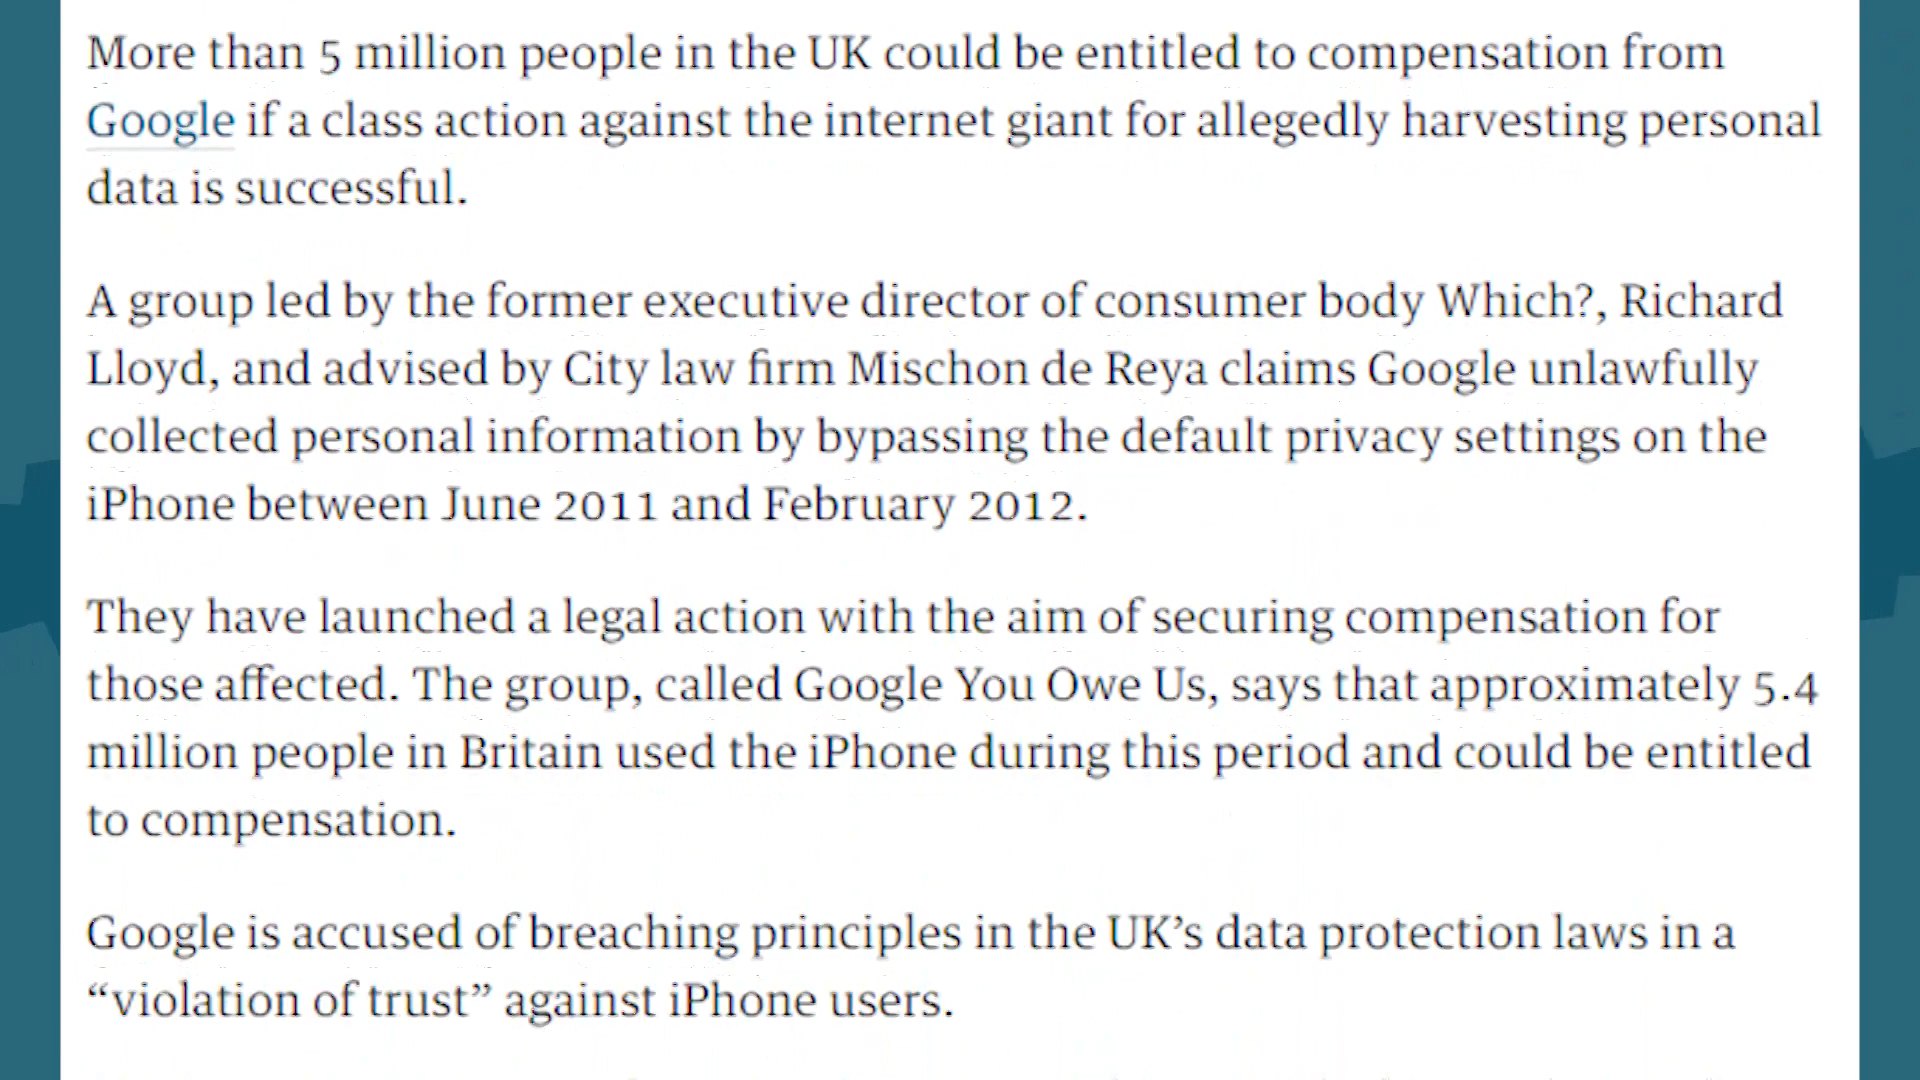 More than 5 million people in the UK could be entitled to compensation from
Google if a class action against the internet giant for allegedly harvesting personal
data is successful.
A group led by the former executive director of consumer body Which?, Richard
Lloyd, and advised by City law firm Mischon de Reya claims Google unlawfully
collected personal information by bypassing the default privacy settings on the
iPhone between June 2011 and February 2012.
They have launched a legal action with the aim of securing compensation for
those affected. The group, called Google You Owe Us, says that approximately 5.4
million people in Britain used the iPhone during this period and could be entitled
to compensation.
Google is accused of breaching principles in the UK’s data protection laws in a
“violation of trust” against iPhone users.